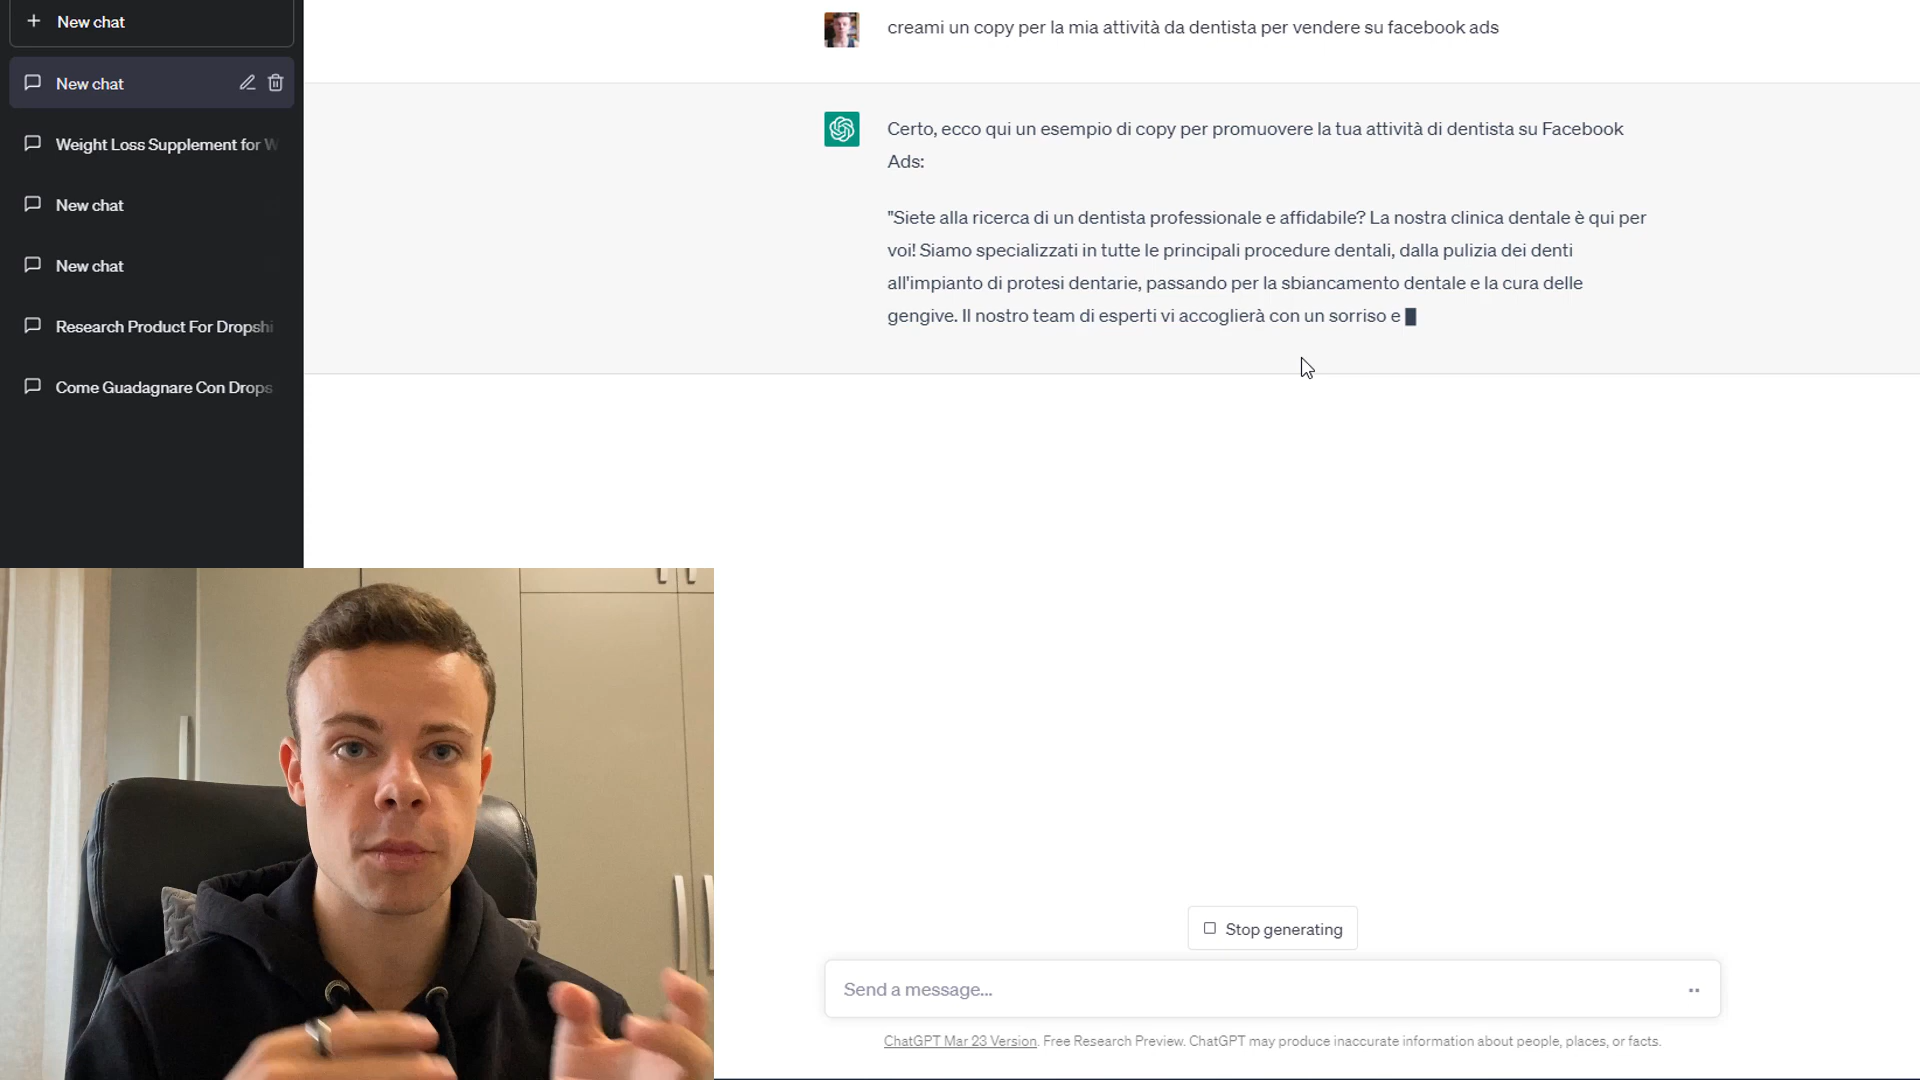 New chat
New chat
Weight Loss Supplement for W
New chat
New chat
Research Product For Dropshi
Come Guadagnare Con Drops
creami un copy per la mia attività da dentista per vendere su facebook ads
Certo, ecco qui un esempio di copy per promuovere la tua attività di dentista su Facebook
Ads:
"Siete alla ricerca di un dentista professionale e affidabile? La nostra clinica dentale è qui per
voi! Siamo specializzati in tutte le principali procedure dentali, dalla pulizia dei denti
all'impianto di protesi dentarie, passando per la sbiancamento dentale e la cura delle
gengive. Il nostro team di esperti vi accoglierà con un sorriso e
Stop generating
Send a message...
ChatGPT Mar 23 Version. Free Research Preview. ChatGPT may produce inaccurate information about people, places, or facts.